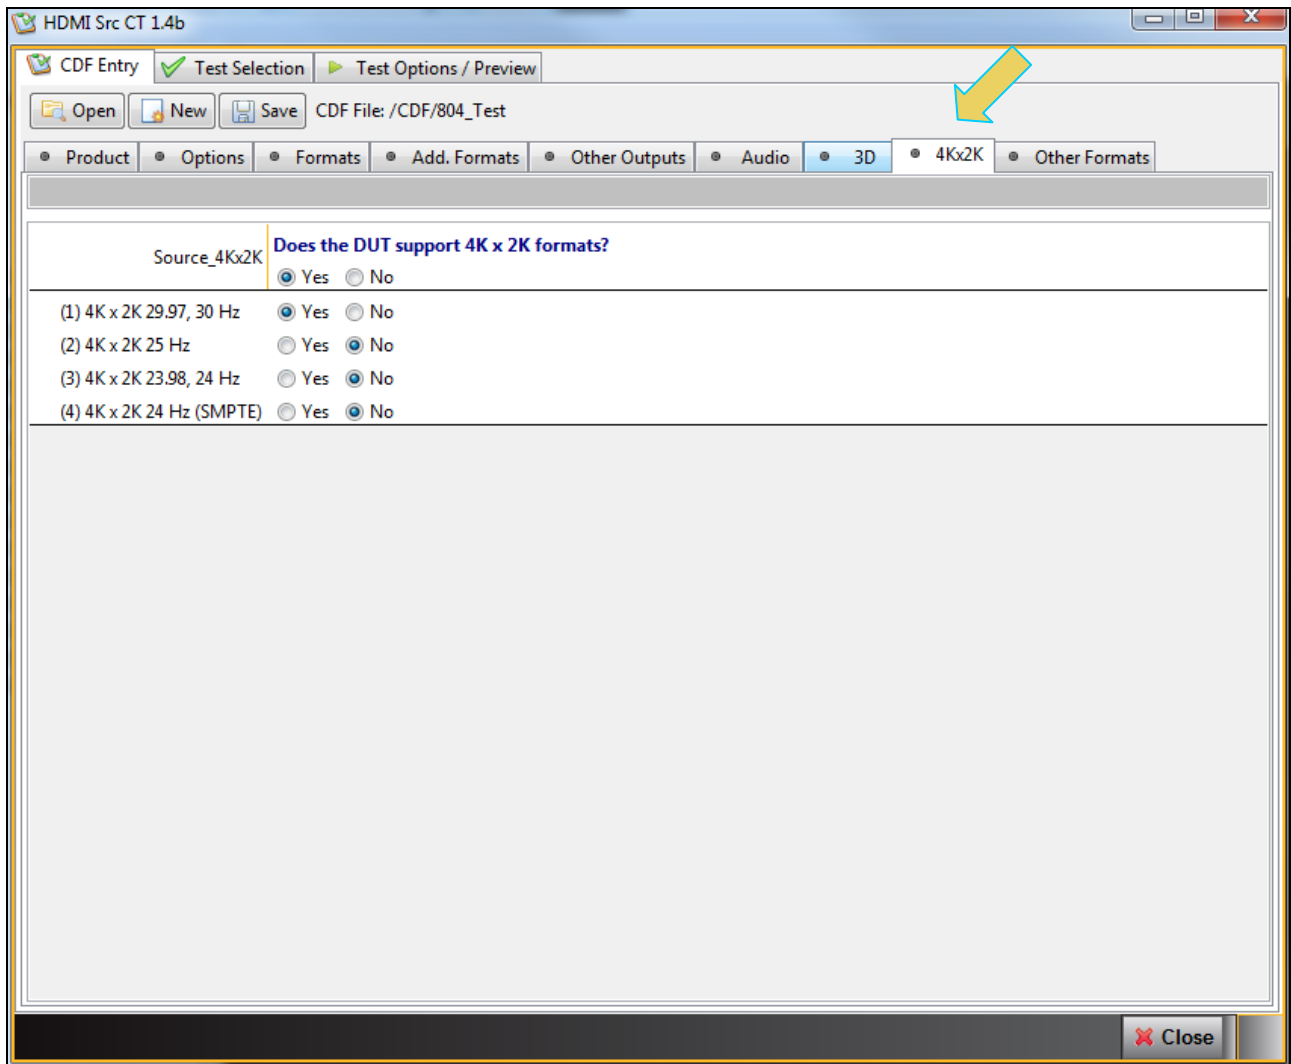 HDMI Src CT 1.4b
CDF Entry Test Selection Test Options / Preview
Open New Save CDF File: /CDF/804_Test
Product Options Formats Add. Formats Other Outputs Audio 3D 4Kx2K Other Formats
Source_4Kx2K Does the DUT support 4K x 2K formats?
Yes No
(1) 4K x 2K 29.97, 30 Hz Yes No
(2) 4K x 2K 25 Hz Yes No
(3) 4K x 2K 23.98, 24 Hz Yes No
(4) 4K x 2K 24 Hz (SMPTE) Yes No
Close